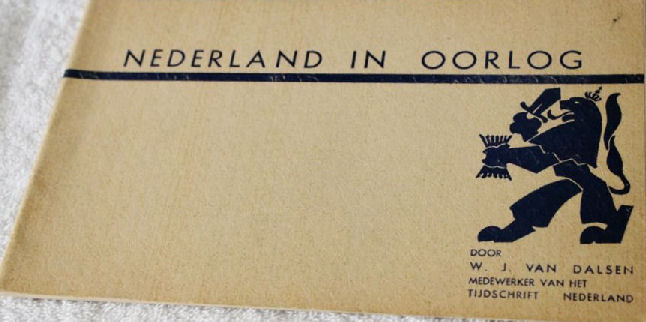 NEDERLAND IN OORLOG
DOOR
W. J. VAN DALSEN
MEDEWERKER VAN HET
TIJDSCHRIFT NEDERLAND